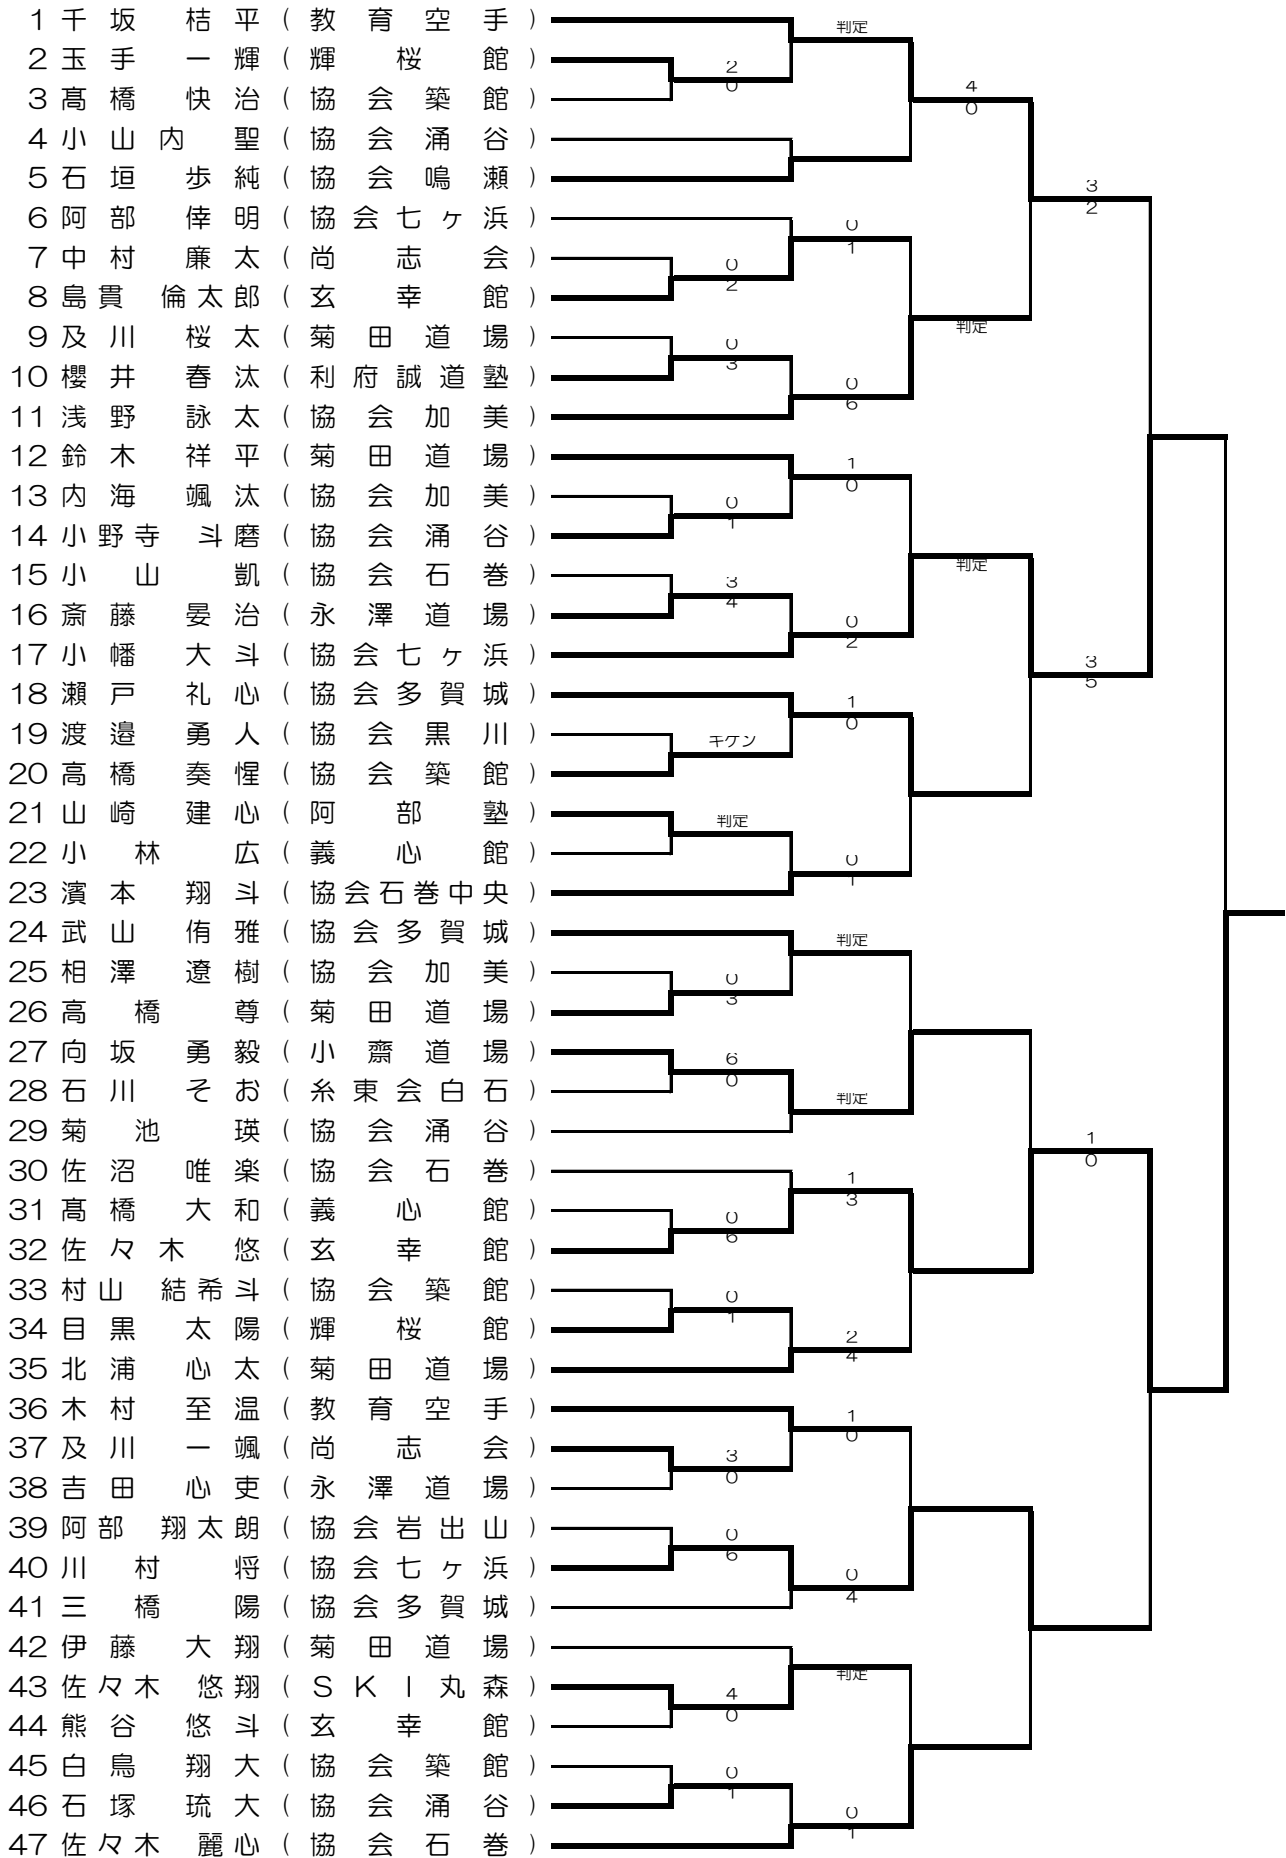 1 千坂 桔平 (教育空手)
2 玉手 一輝 (輝桜館)
3 髙橋 快治 (協会築館)
4 小山内 聖 (協会涌谷)
5 石垣 歩純 (協会鳴瀬)
6 阿部 倖明 (協会七ヶ浜)
7 中村 廉太 (尚志会)
8 島貫 倫太郎 (玄幸館)
9 及川 桜太 (菊田道場)
10 櫻井 春汰 (利府誠道塾)
11 浅野 詠太 (協会加美)
12 鈴木 祥平 (菊田道場)
13 内海 颯汰 (協会加美)
14 小野寺 斗磨 (協会涌谷)
15 小山 凱 (協会石巻)
16 斎藤 晏治 (永澤道場)
17 小幡 大斗 (協会七ヶ浜)
18 瀬戸 礼心 (協会多賀城)
19 渡邉 勇人 (協会黒川)
20 高橋 奏惺 (協会築館)
21 山崎 建心 (阿部塾)
22 小林 広 (義心館)
23 濱本 翔斗 (協会石巻中央)
24 武山 侑雅 (協会多賀城)
25 相澤 遼樹 (協会加美)
26 高橋 尊 (菊田道場)
27 向坂 勇毅 (小齋道場)
28 石川 そお (糸東会白石)
29 菊池 瑛 (協会涌谷)
30 佐沼 唯楽 (協会石巻)
31 髙橋 大和 (義心館)
32 佐々木 悠 (玄幸館)
33 村山 結希斗 (協会築館)
34 目黒 太陽 (輝桜館)
35 北浦 心太 (菊田道場)
36 木村 至温 (教育空手)
37 及川 一颯 (尚志会)
38 吉田 心吏 (永澤道場)
39 阿部 翔太朗 (協会岩出山)
40 川村 将 (協会七ヶ浜)
41 三橋 陽 (協会多賀城)
42 伊藤 大翔 (菊田道場)
43 佐々木 悠翔 (SKI丸森)
44 熊谷 悠斗 (玄幸館)
45 白鳥 翔大 (協会築館)
46 石塚 琉大 (協会涌谷)
47 佐々木 麗心 (協会石巻)
2
0
0
2
0
3
0
1
3
4
キケン
判定
0
3
6
0
0
6
0
1
3
0
0
6
4
0
0
1
判定
0
1
0
6
1
0
0
2
1
0
0
1
判定
判定
1
3
2
4
1
0
0
4
判定
0
1
4
0
判定
判定
3
2
3
5
1
0